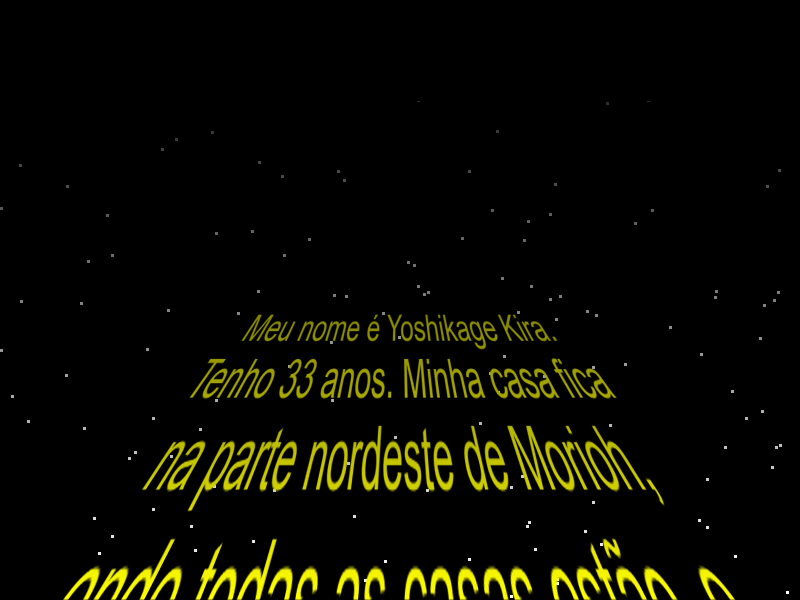 Meu nome é Yoshikage Kira.
Tenho 33 anos. Minha casa fica
na parte nordeste de Morioh,
onde todas as casas estão, e